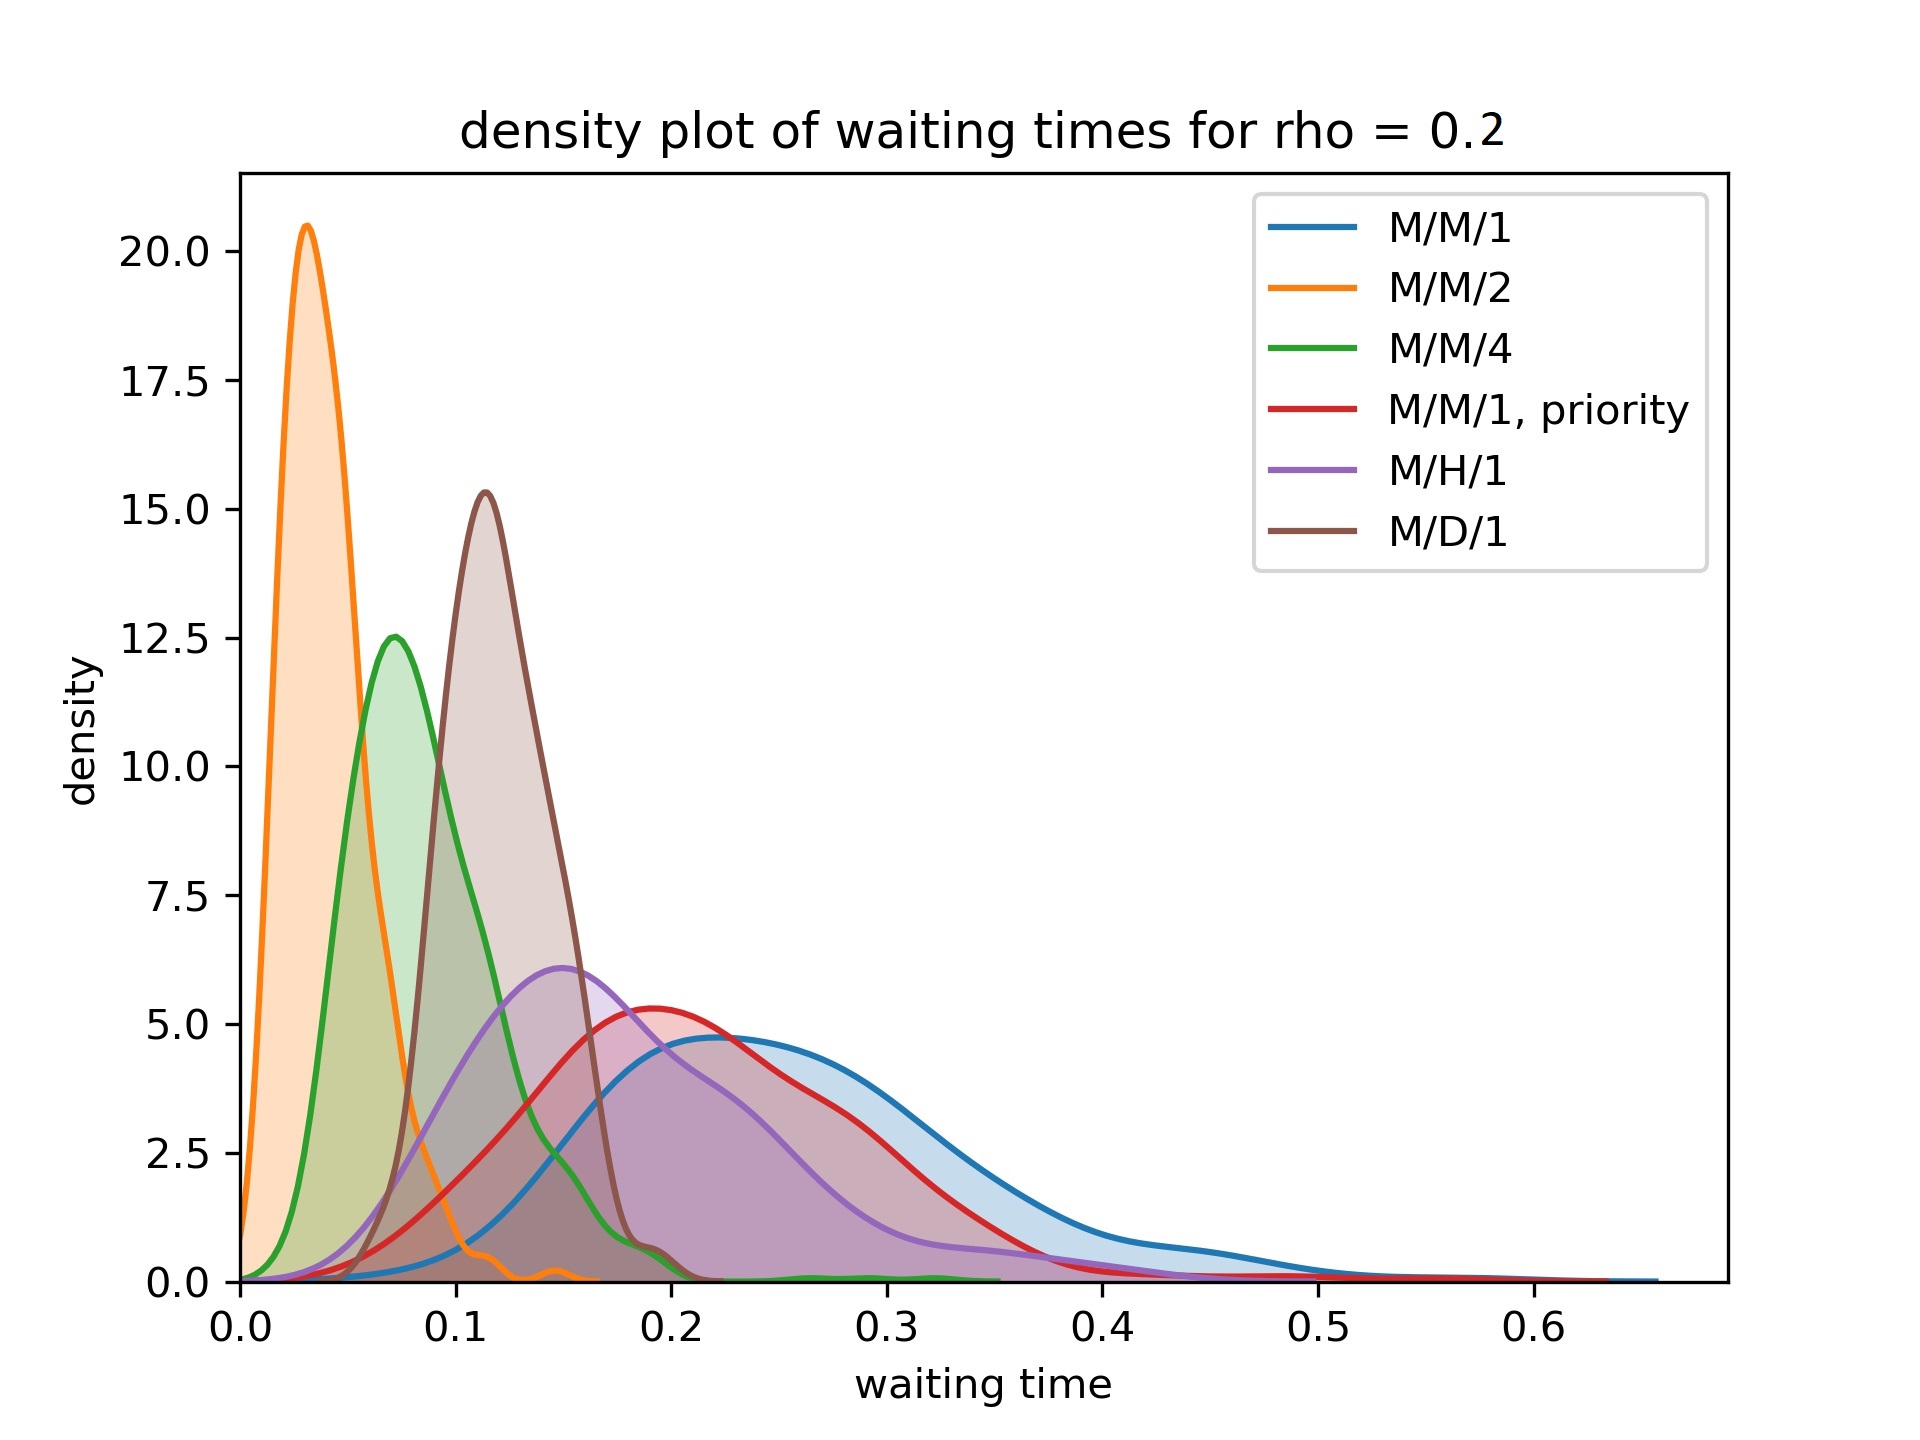 density plot of waiting times for rho = 0.2
M/M/1
M/M/2
M/M/4
M/M/1, priority
M/H/1
M/D/1
density
20.0
17.5
15.0
12.5
10.0
7.5
5.0
2.5
0.0
0.0 0.1 0.2 0.3 0.4 0.5 0.6
waiting time